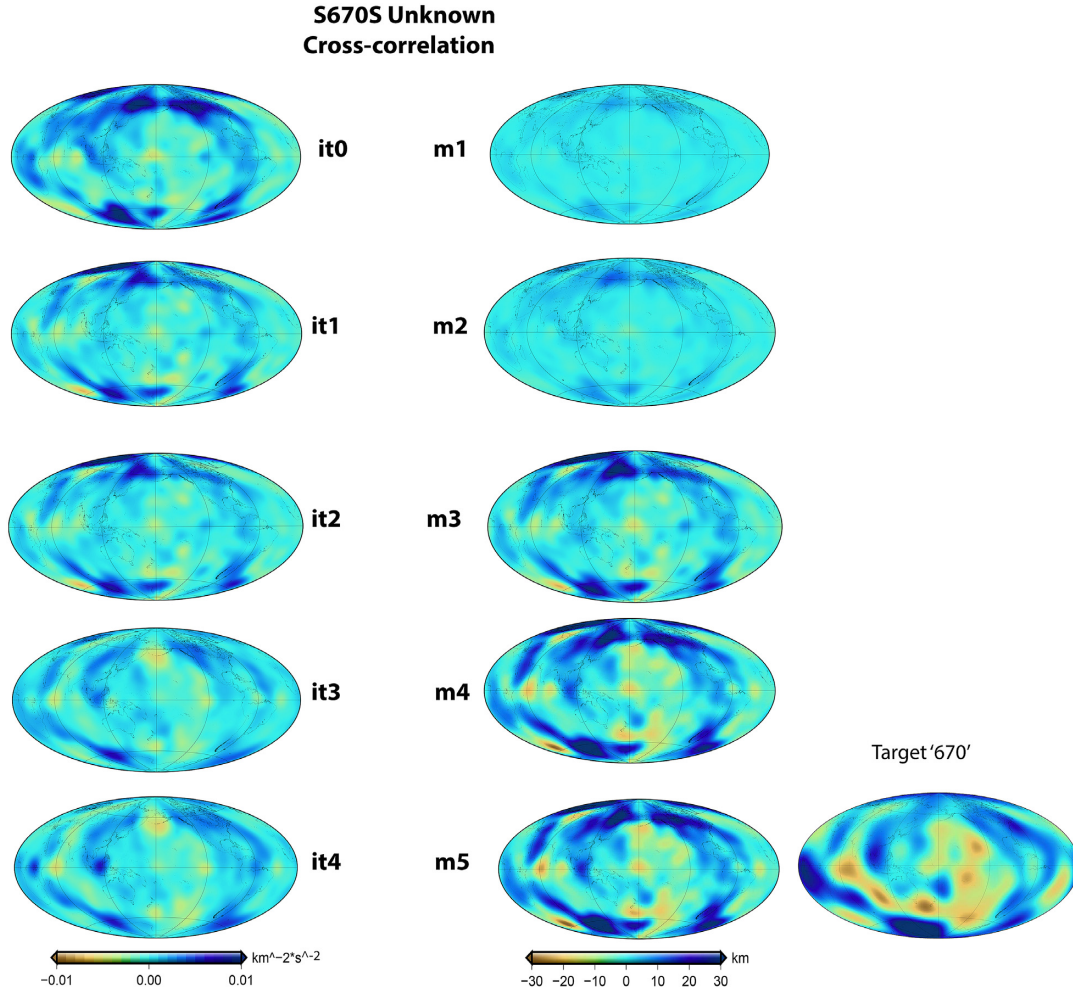 S670S Unknown
Cross-correlation
it0
m1
it1
m2
it2
m3
it3
m4
Target ‘670’
it4
m5
km^−2*s^-2
−0.01 0.00 0.01
km
−30 −20 −10 0 10 20 30